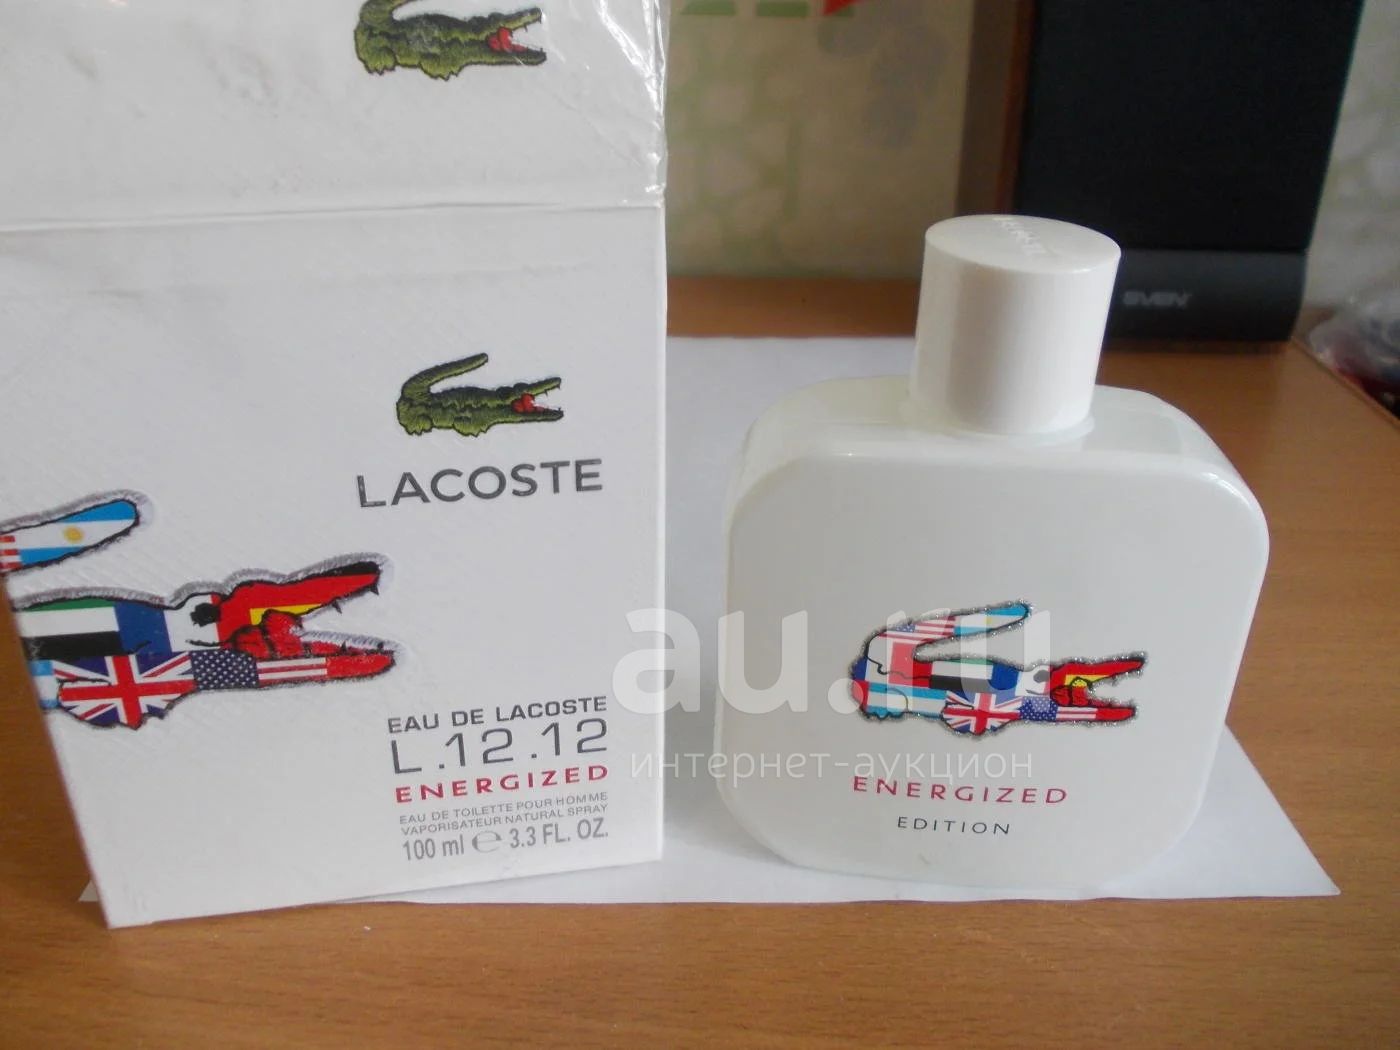 LACOSTE
EAU DE LACOSTE
L.12.12
ENERGIZED
EAU DE TOILETTE POUR HOMME
VAPORISATEUR NATURAL SPRAY
100 ml e 3.3 FL. OZ.
SVEN
LACOSTE
ENERGIZED
EDITION
au.ru
интернет-аукцион